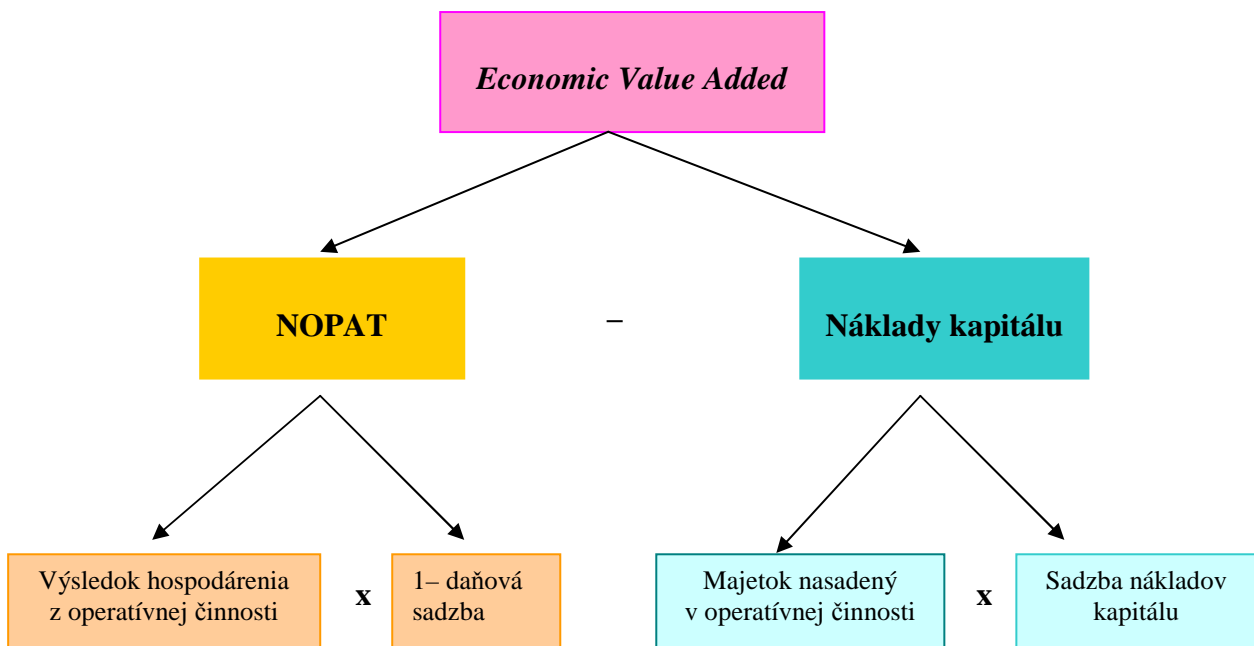 Economic Value Added
NOPAT
–
Náklady kapitálu
Výsledok hospodárenia
z operatívnej činnosti
x
1– daňová
sadzba
Majetok nasadený
v operatívnej činnosti
x
Sadzba nákladov
kapitálu